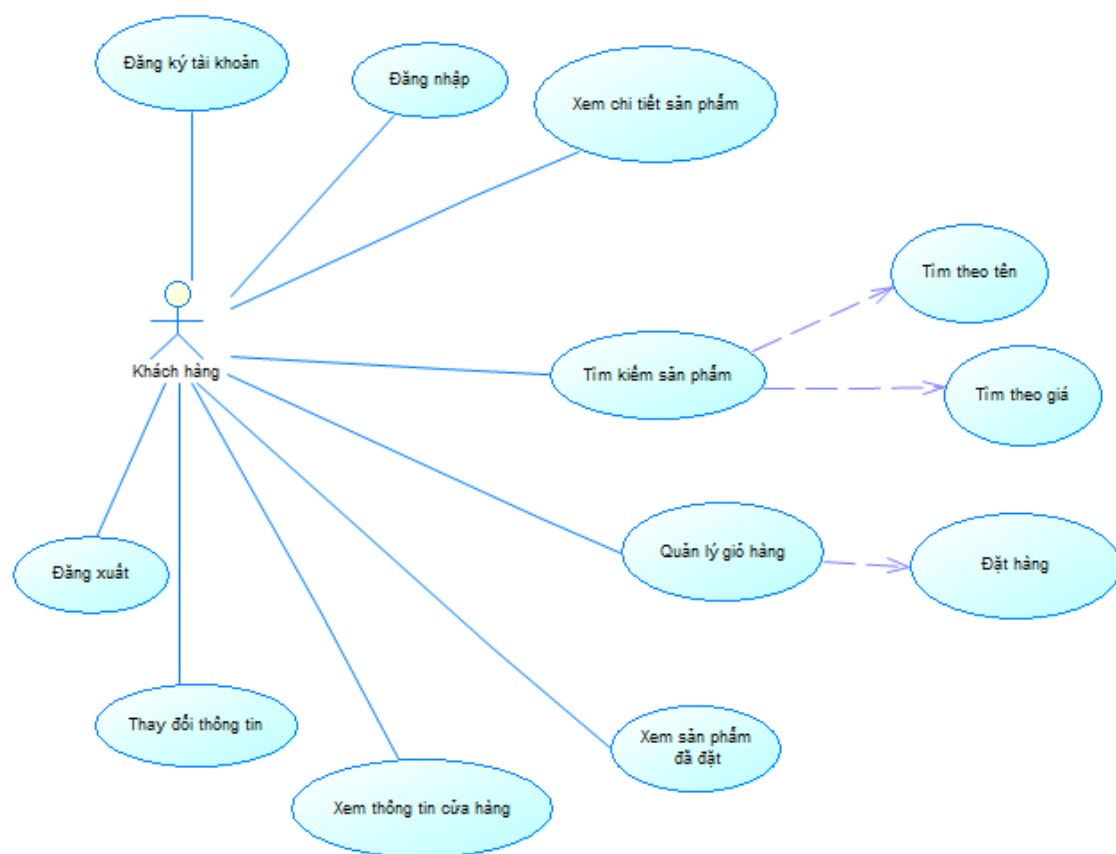 Đăng ký tài khoản
Đăng nhập
Xem chi tiết sản phẩm
Tìm theo tên
Khách hàng
Tìm kiếm sản phẩm
Tìm theo giá
Quản lý giỏ hàng
Đặt hàng
Đăng xuất
Thay đổi thông tin
Xem sản phẩm
đã đặt
Xem thông tin cửa hàng